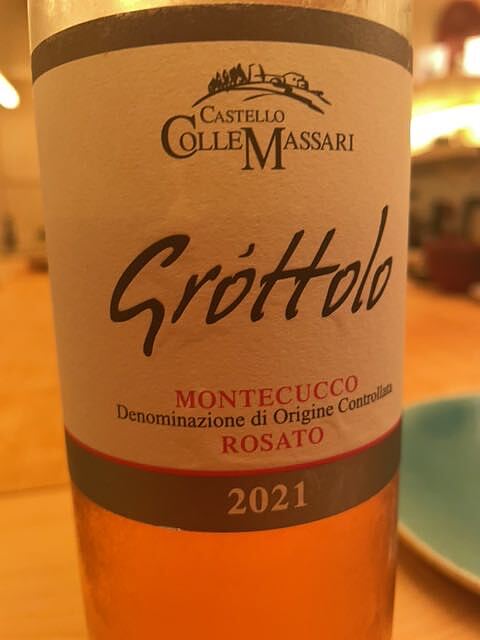 CASTELLO
COLLEMASSARI
Gróttolo
MONTECUCCO
Denominazione di Origine Controllata
ROSATO
2021